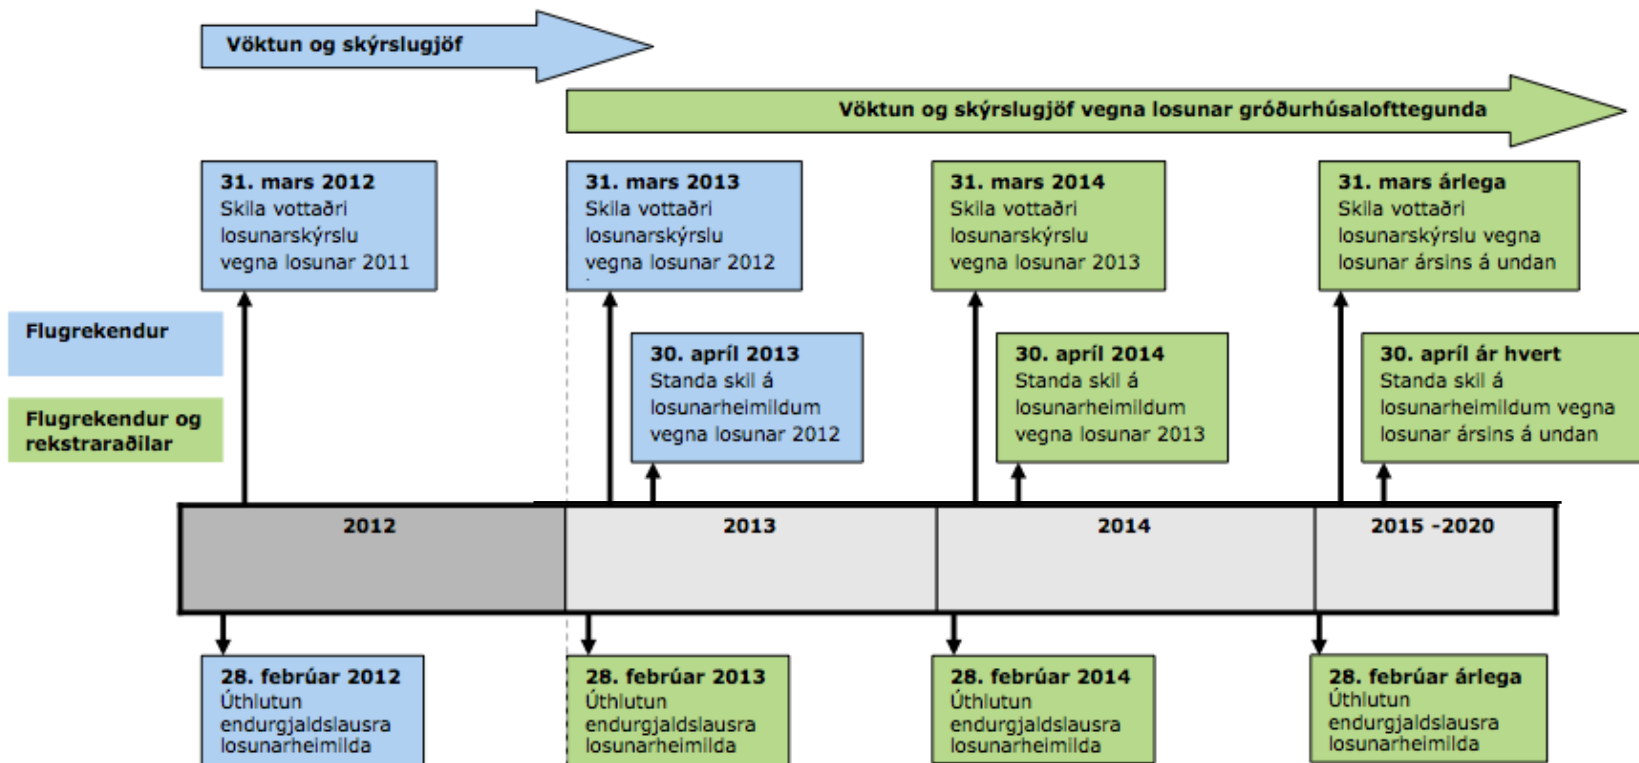 Vöktun og skýrslugjöf
Vöktun og skýrslugjöf vegna losunar gróðurhúsalofttegunda
31. mars 2012
Skila vottaðri
losunarskýrslu
vegna losunar 2011
31. mars 2013
Skila vottaðri
losunarskýrslu
vegna losunar 2012
31. mars 2014
Skila vottaðri
losunarskýrslu
vegna losunar 2013
31. mars árlega
Skila vottaðri
losunarskýrslu vegna
losunar ársins á undan
Flugrekendur
Flugrekendur og
rekstraraðilar
30. apríl 2013
Standa skil á
losunarheimildum
vegna losunar 2012
30. apríl 2014
Standa skil á
losunarheimildum
vegna losunar 2013
30. apríl ár hvert
Standa skil á
losunarheimildum vegna
losunar ársins á undan
2012
2013
2014
2015 -2020
28. febrúar 2012
Úthlutun
endurgjaldslausra
losunarheimilda
28. febrúar 2013
Úthlutun
endurgjaldslausra
losunarheimilda
28. febrúar 2014
Úthlutun
endurgjaldslausra
losunarheimilda
28. febrúar árlega
Úthlutun
endurgjaldslausra
losunarheimilda